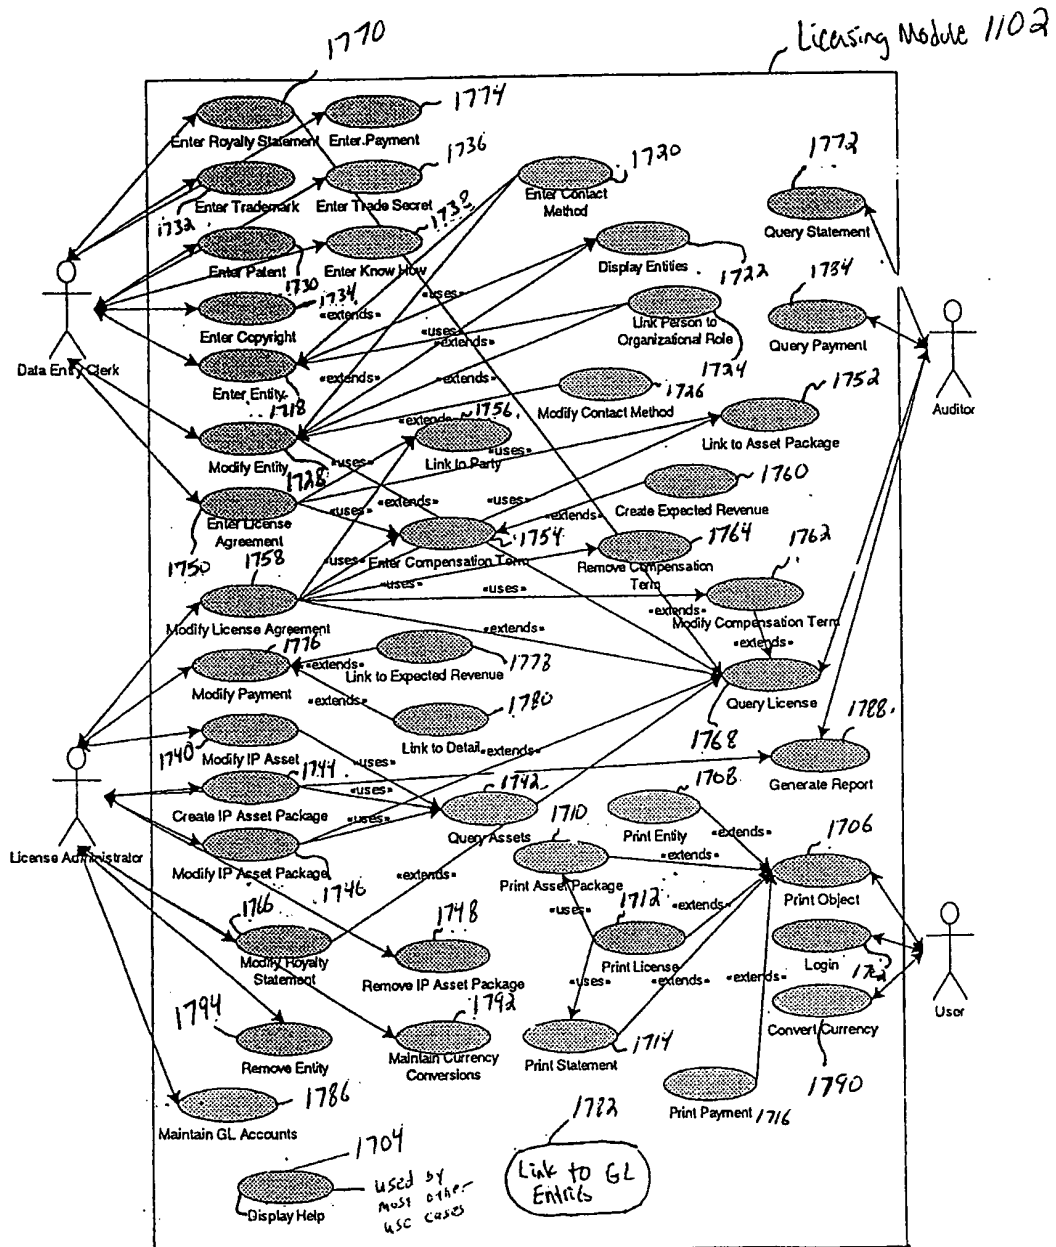 1770
Licensing Module 1102
1774
Enter Royalty Statement
Enter Payment
1736
1720
1772
Enter Trademark
1732
Enter Trade Secret
1738
Enter Contact
Method
Query Statement
Enter Patent
1730
Enter Know How
Display Entities
1722
1784
1734
«uses»
«extends»
Enter Copyright
«uses»
«extends»
Link Person to
Organizational Role
1724
Query Payment
Data Entry Clerk
Enter Entity
1718
«extends»
«extends»
1726
Modify Contact Method
1752
Auditor
1756
«extends»
Modify Entity
1728
«uses»
Link to Party
«uses»
Link to Asset Package
1760
Enter License
Agreement
1750
«extends»
«uses»
«uses»
«extends»
Create Expected Revenue
1758
1754
Enter Compensation Term
«uses»
«uses»
1764
Remove Compensation
Term
1762
«uses»
Modify License Agreement
«extends»
Modify Compensation Term
«extends»
1776
«extends»
Modify Payment
«extends»
Link to Expected Revenue
1778
Query License
1768
1788
«extends»
1780
Link to Detail
«extends»
1740
Modify IP Asset
1744
«uses»
1742
1708
Generate Report
Create IP Asset Package
«uses»
Query Assets
1710
Print Entity
«extends»
1706
License Administrator
Modify IP Asset Package
1746
«extends»
Print Asset Package
«extends»
Print Object
1766
1748
«uses»
1712
«extends»
Modify Royalty
Statement
Remove IP Asset Package
Print License
Login
1702
«uses»
«extends»
«extends»
1794
1792
Convert Currency
User
Remove Entity
Maintain Currency
Conversions
Print Statement
1714
1790
1786
Maintain GL Accounts
1782
Print Payment
1716
1704
Link to GL
Entries
used by
most other
use cases
Display Help